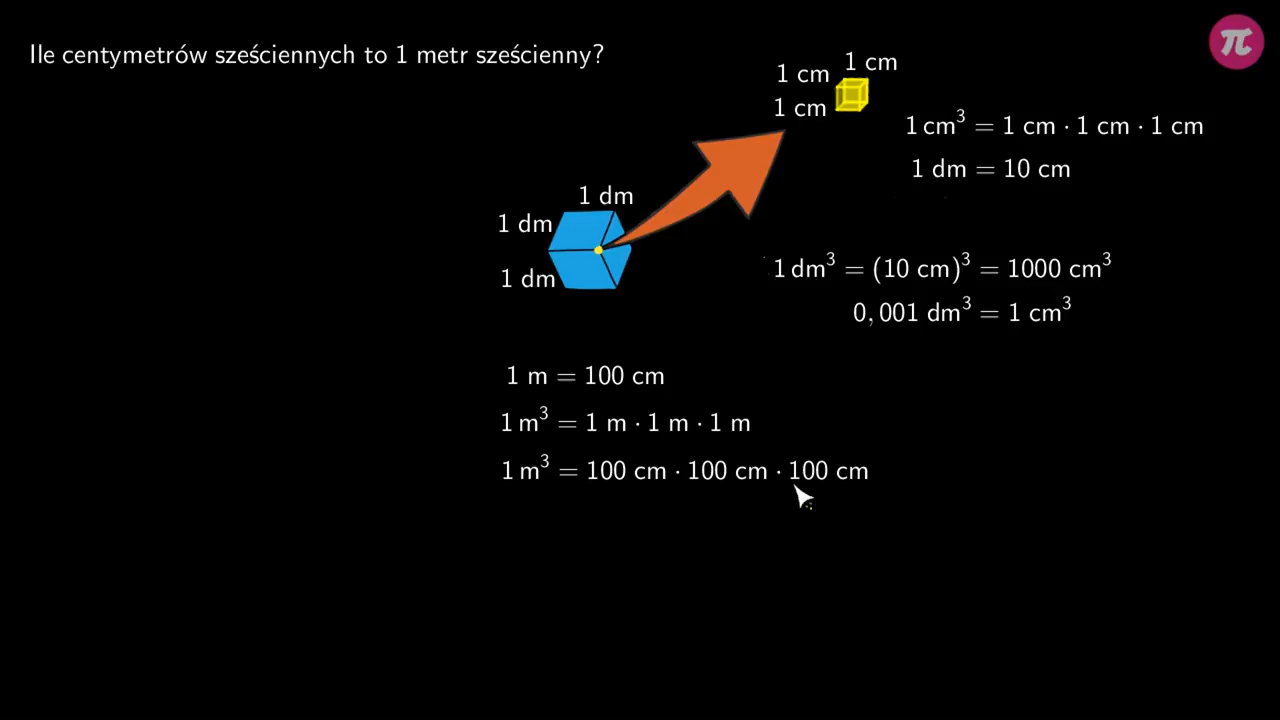 Ile centymetrów sześciennych to 1 metr sześcienny?
π
1 cm
1 cm
1 cm
1 cm³ = 1 cm · 1 cm · 1 cm
1 dm = 10 cm
1 dm
1 dm
1 dm
1 dm³ = (10 cm)³ = 1000 cm³
0,001 dm³ = 1 cm³
1 m = 100 cm
1 m³ = 1 m · 1 m · 1 m
1 m³ = 100 cm · 100 cm · 100 cm